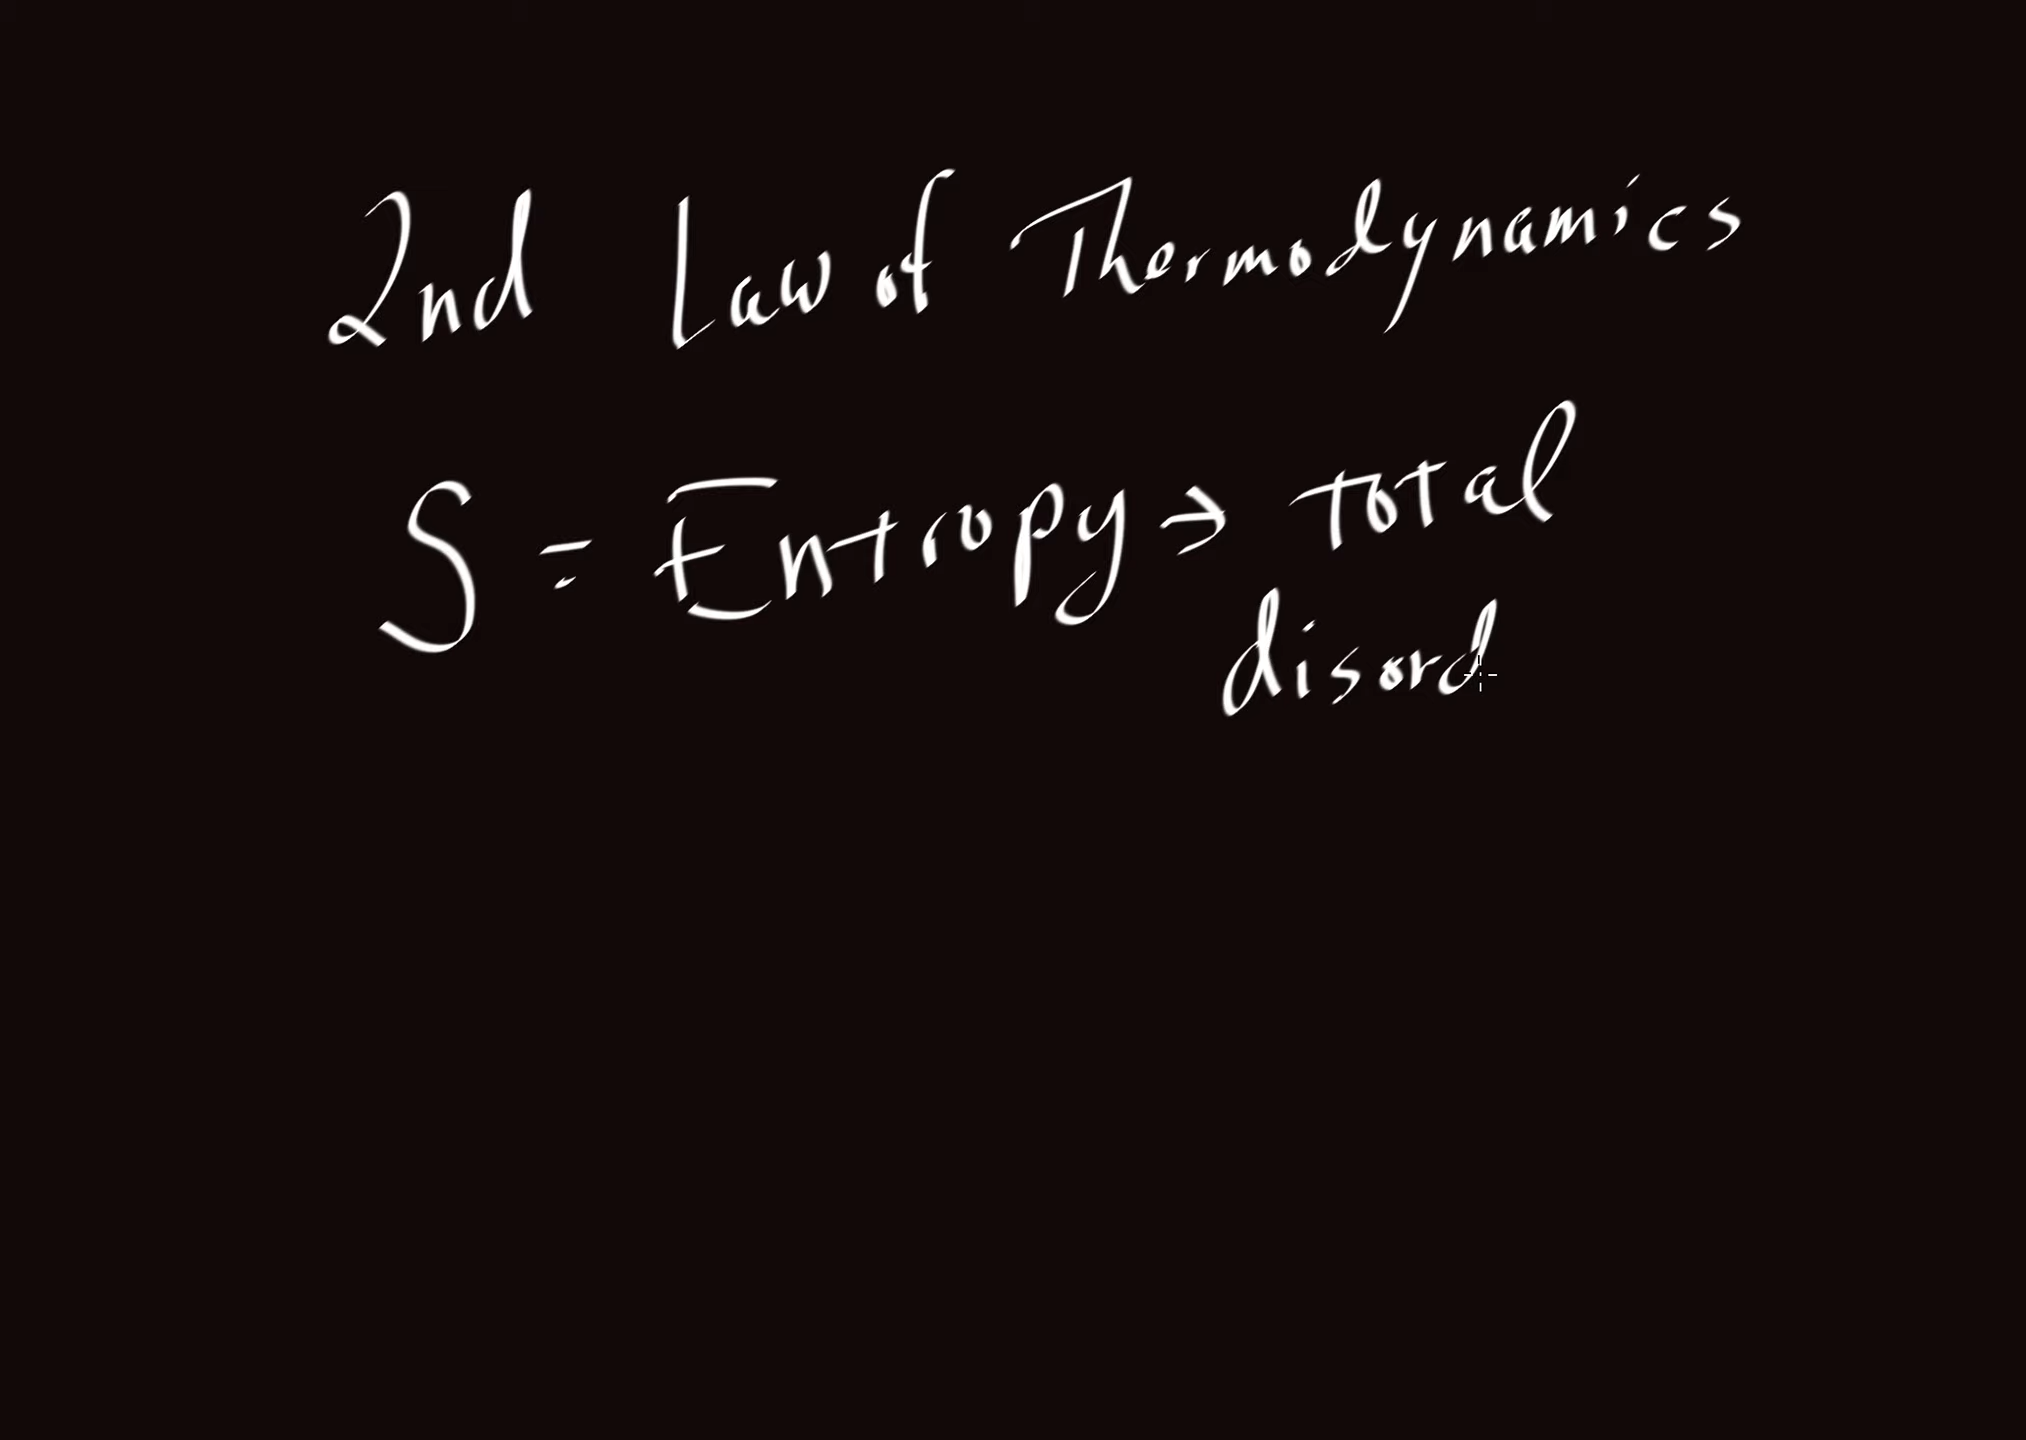 2nd Law of Thermodynamics
S = Entropy → total
disord